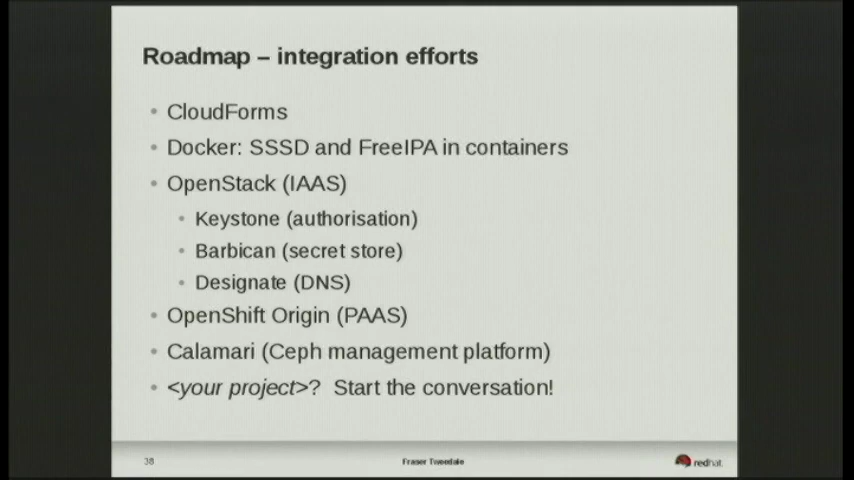 Roadmap – integration efforts
• CloudForms
• Docker: SSSD and FreeIPA in containers
• OpenStack (IAAS)
• Keystone (authorisation)
• Barbican (secret store)
• Designate (DNS)
• OpenShift Origin (PAAS)
• Calamari (Ceph management platform)
• <your project>? Start the conversation!
38
Fraser Tweedale
redhat.